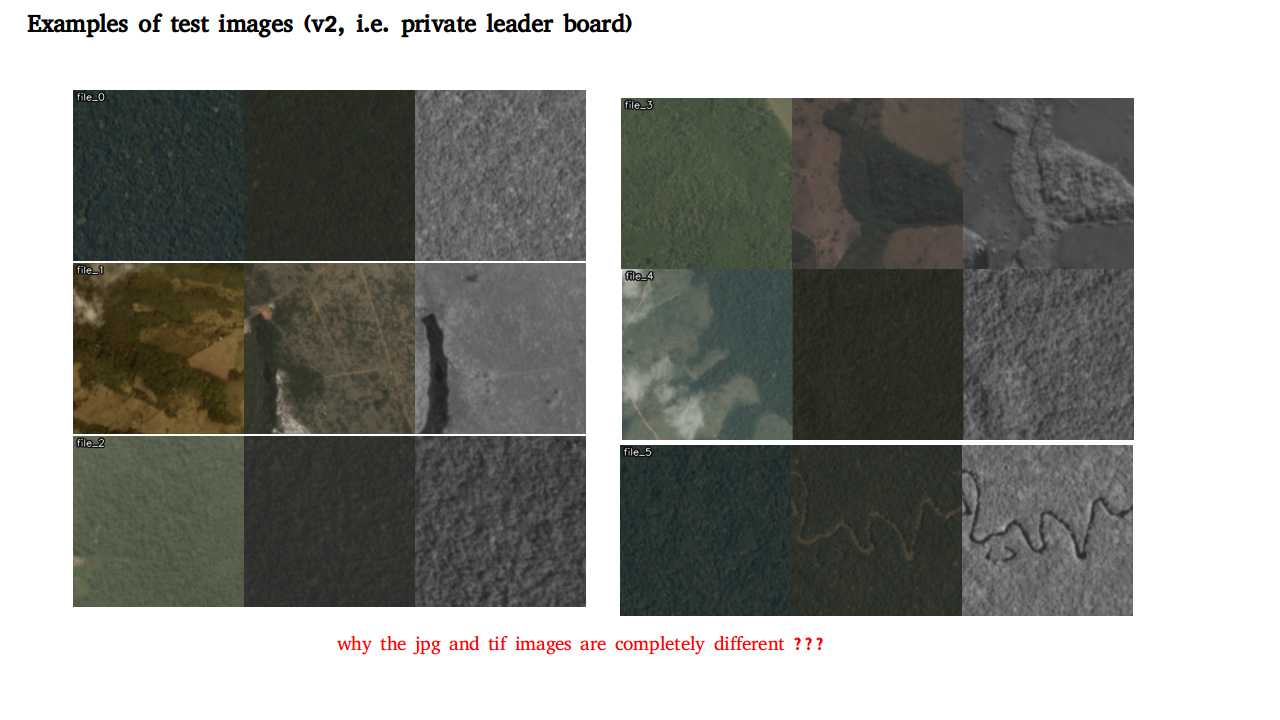 Examples of test images (v2, i.e. private leader board)
file_0
file_3
file_1
file_4
file_2
file_5
why the jpg and tif images are completely different ???